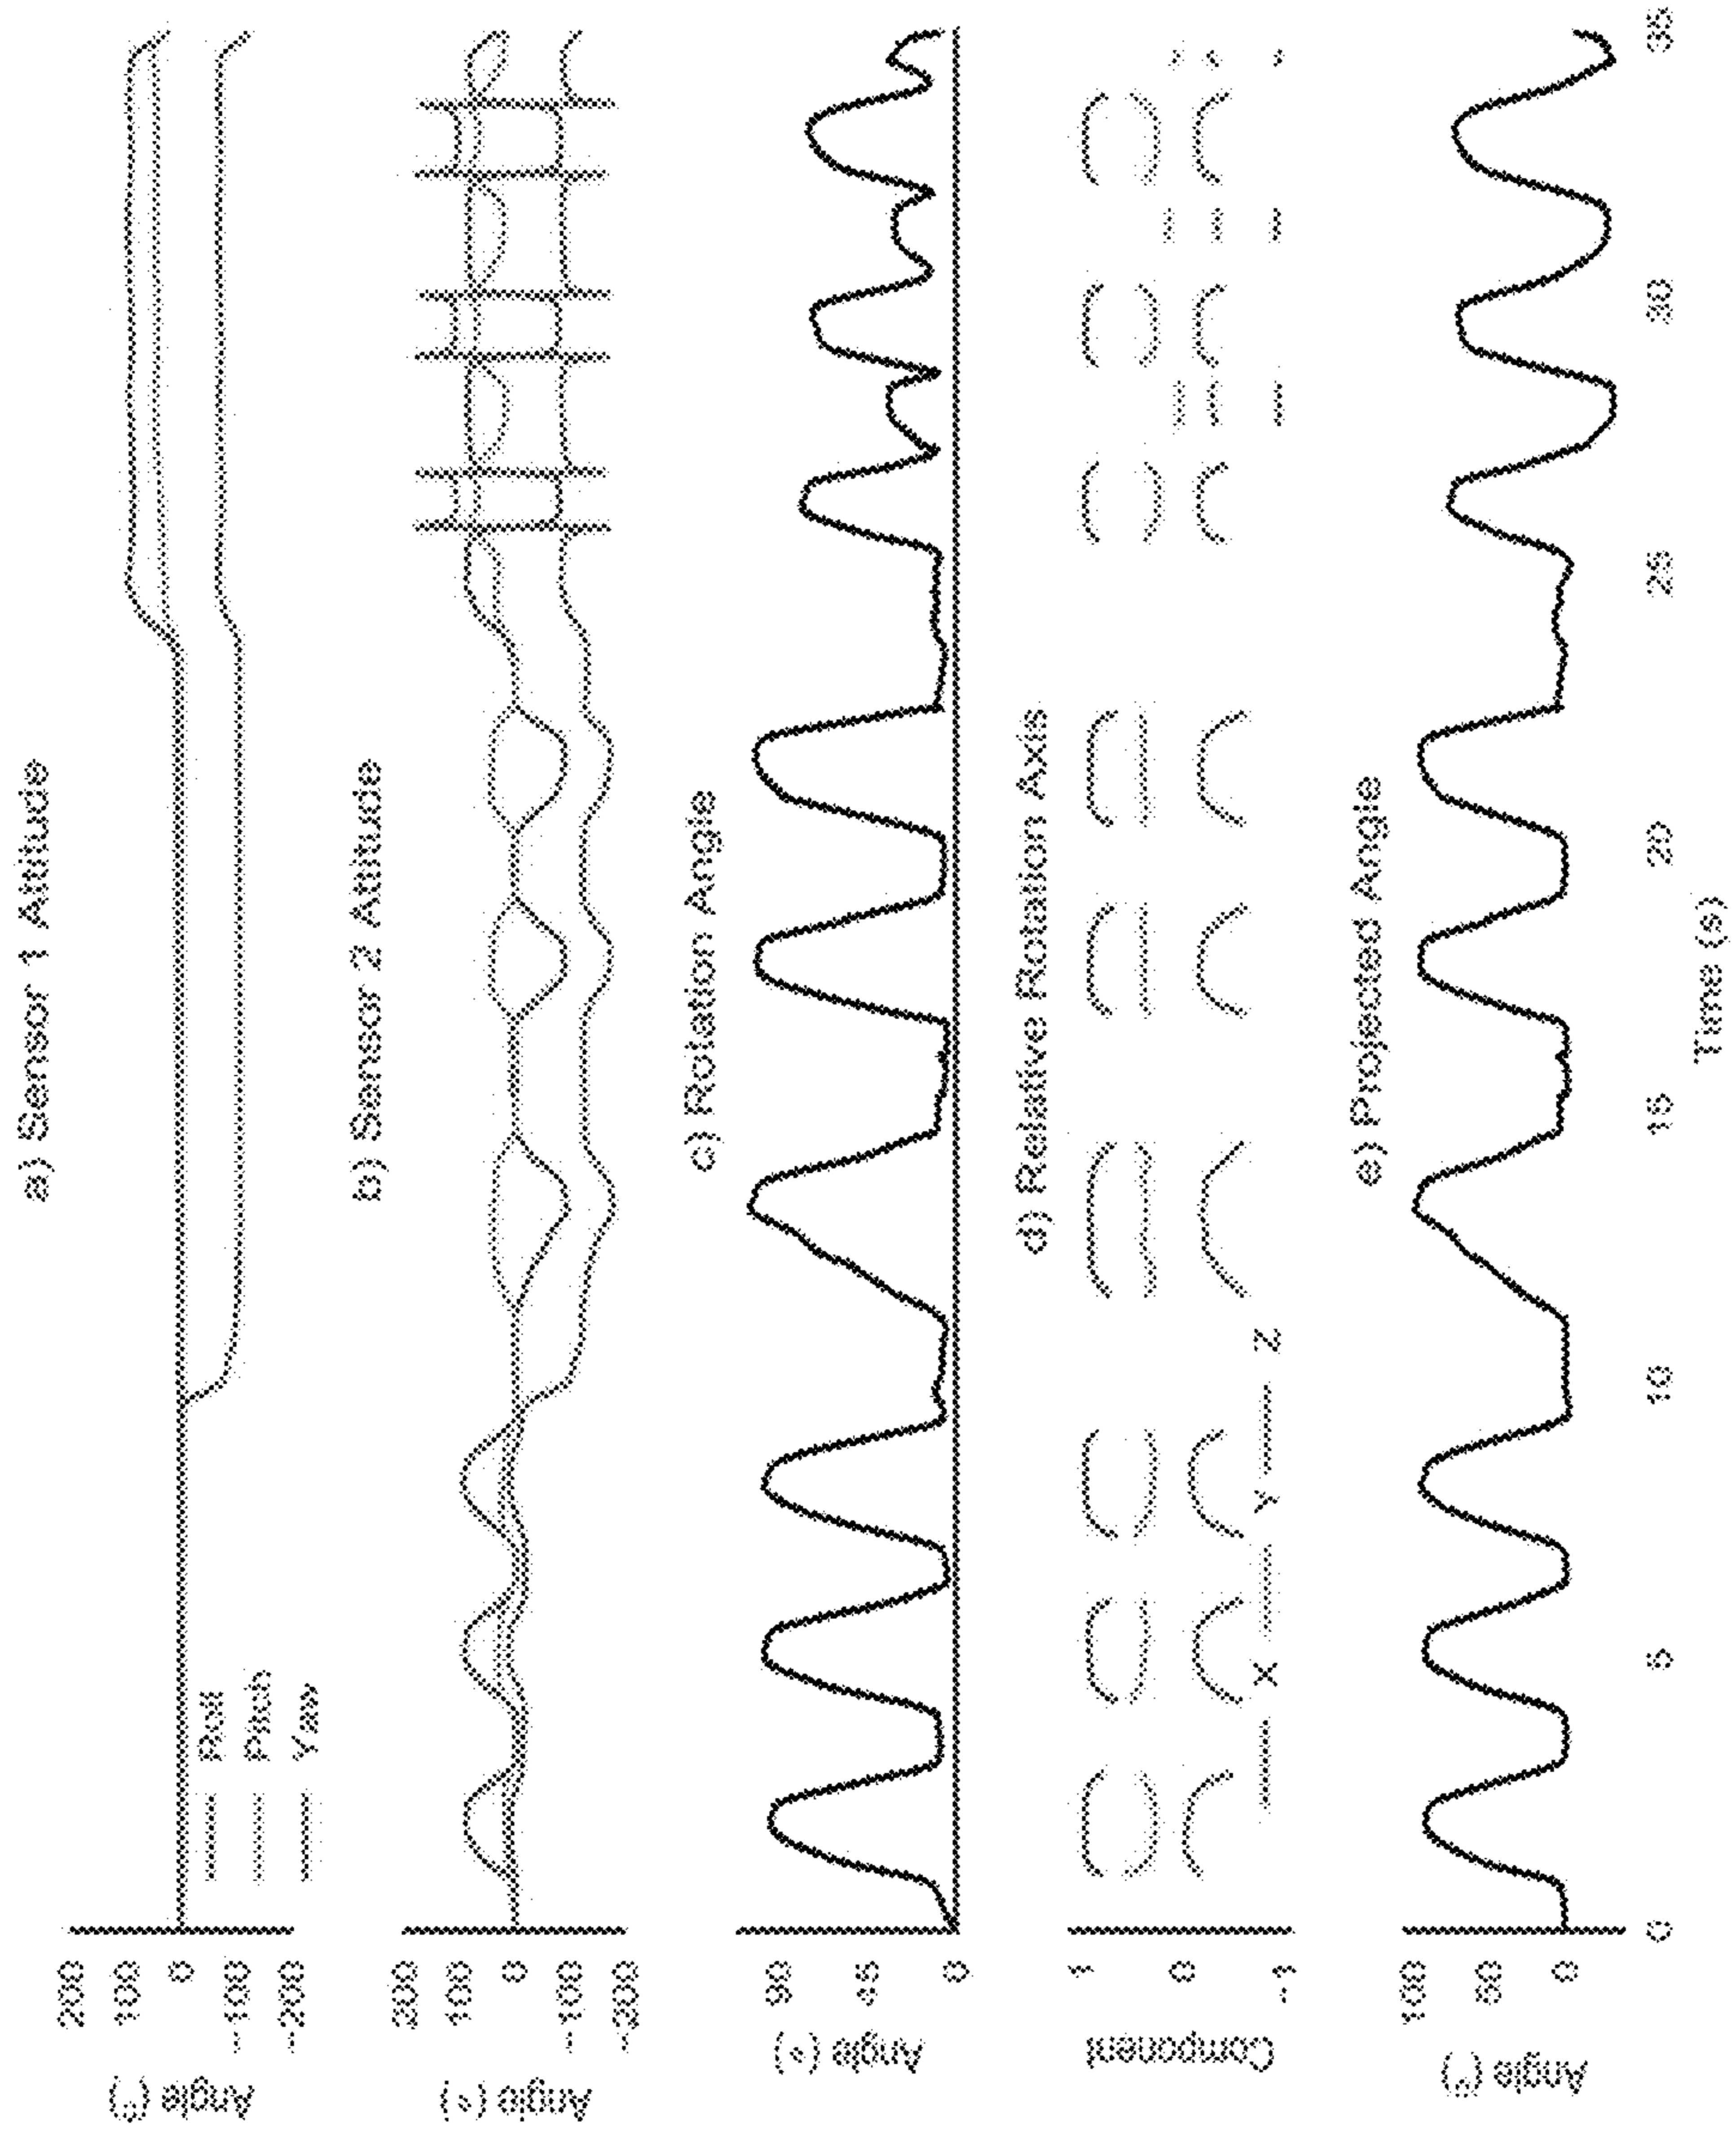 a) Sensor 1 Attitude
Angle (°)
200
100
0
-100
-200
Roll
Pitch
Yaw
b) Sensor 2 Attitude
Angle (s)
200
100
0
-100
-200
c) Rotation Angle
Angle (s)
90
45
0
d) Relative Rotation Axis
Component
1
0
-1
X Y Z
e) Projected Angle
Angle (°)
100
50
0
0 5 10 15 20 25 30 35
Time (s)